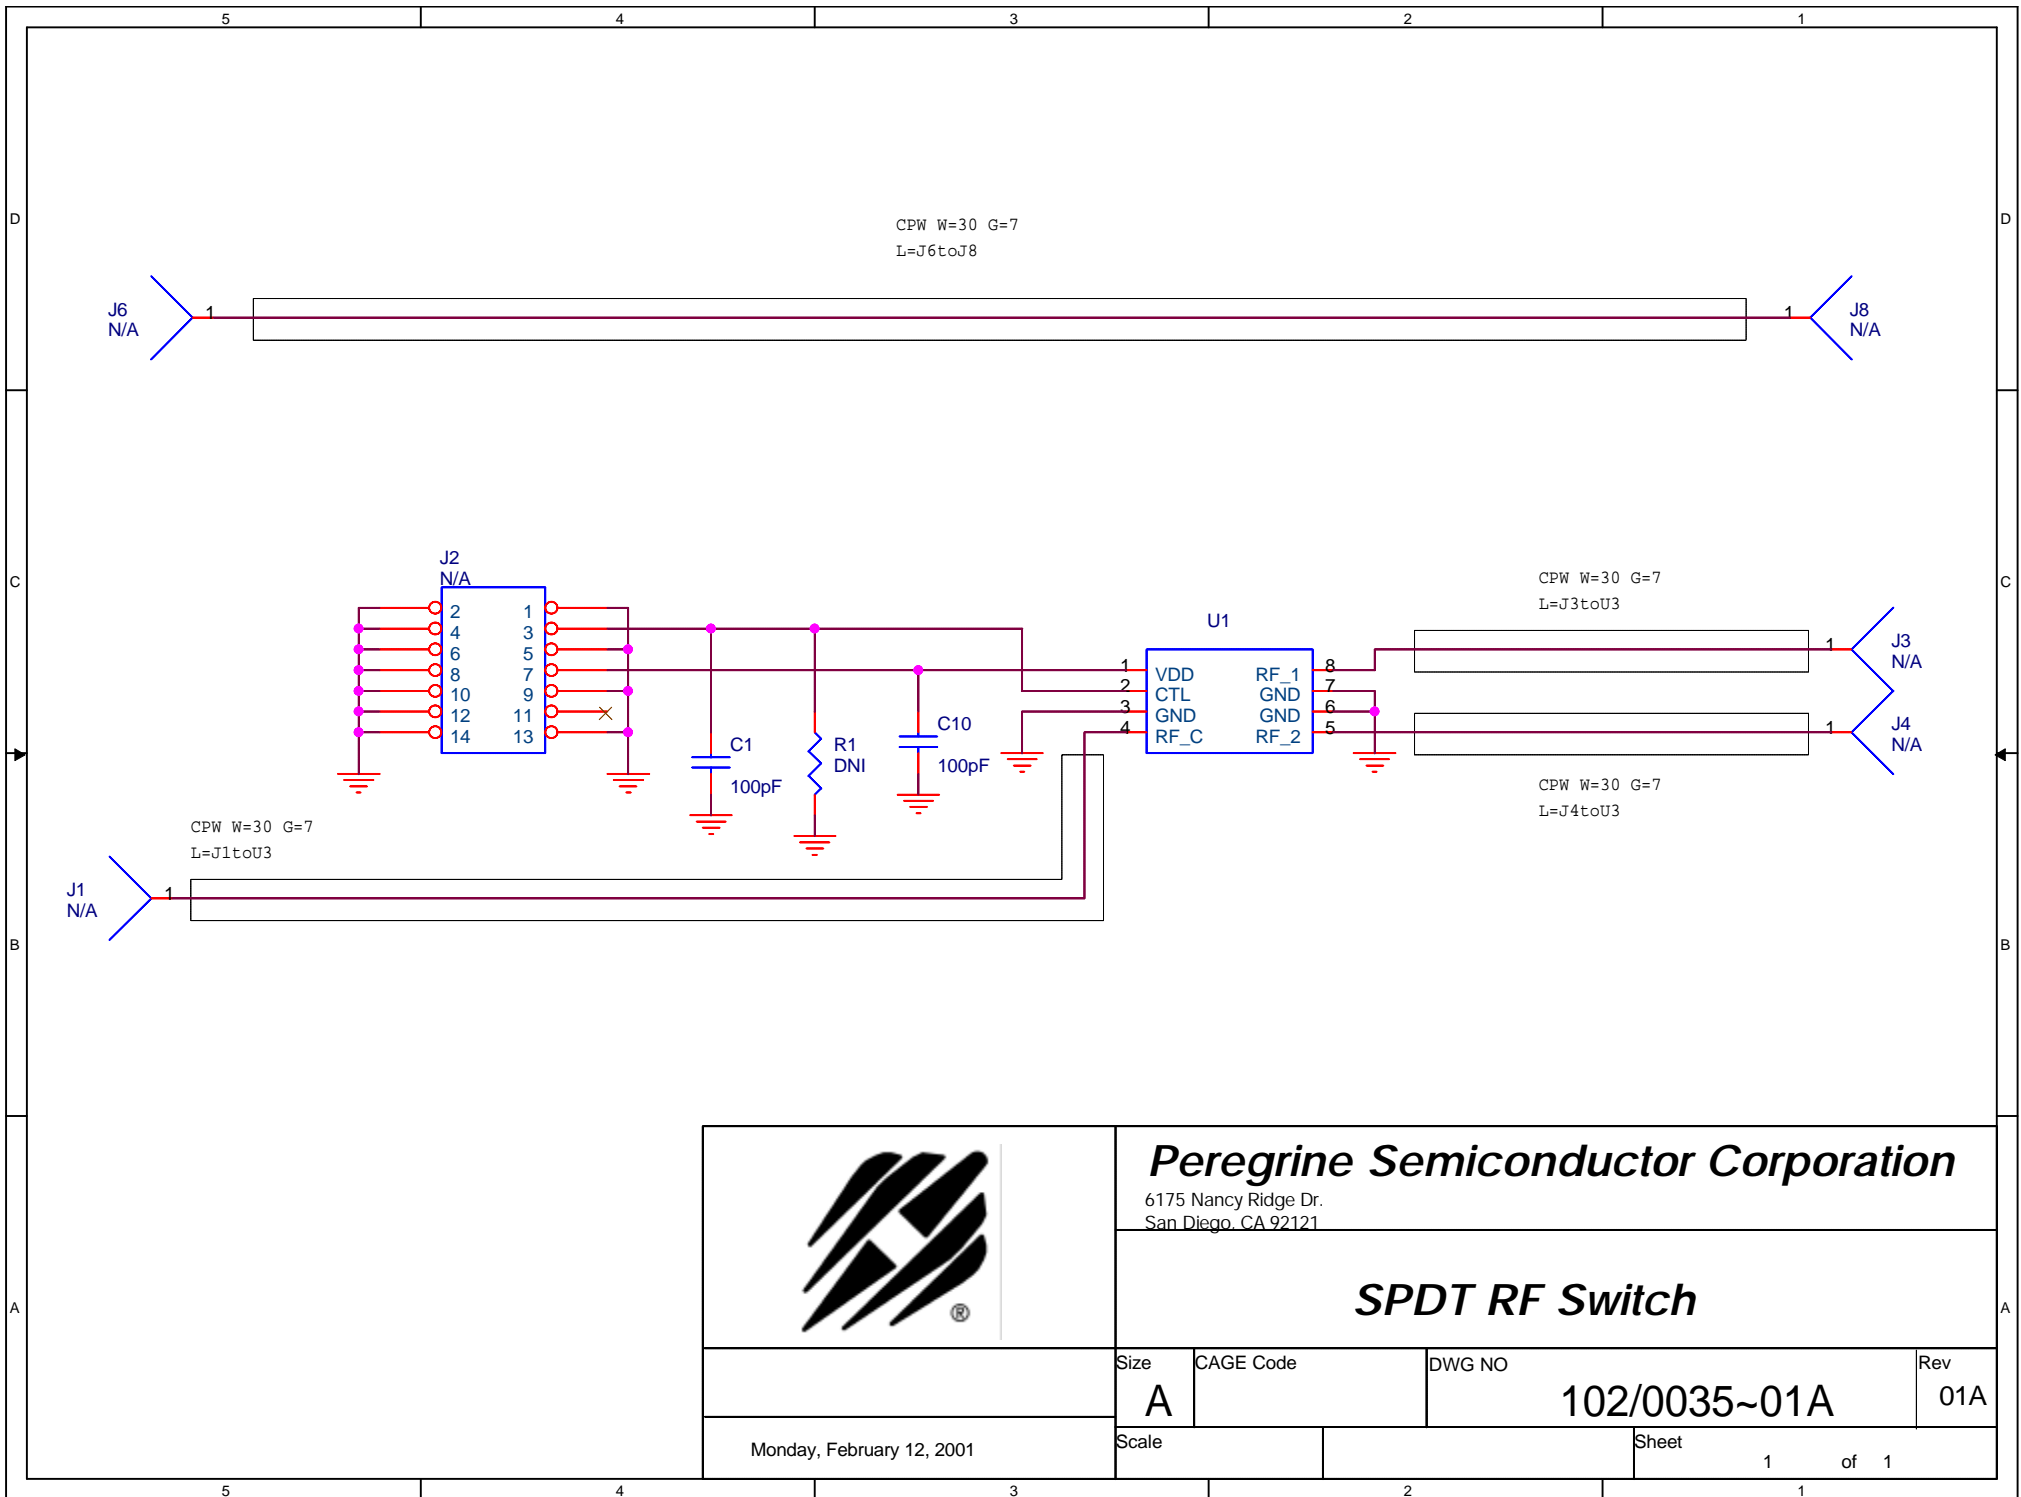 5 4 3 2 1
D D
CPW W=30 G=7
L=J6toJ8
J6
N/A
1
1
J8
N/A
C C
J2
N/A
2 1
4 3
6 5
8 7
10 9
12 11
14 13
C1
100pF
R1
DNI
C10
100pF
U1
1 VDD RF_1 8
2 CTL GND 7
3 GND GND 6
4 RF_C RF_2 5
CPW W=30 G=7
L=J3toU3
1
J3
N/A
1
J4
N/A
CPW W=30 G=7
L=J4toU3
CPW W=30 G=7
L=J1toU3
J1
N/A
1
B B
Peregrine Semiconductor Corporation
6175 Nancy Ridge Dr.
San Diego, CA 92121
®
SPDT RF Switch
A A
Size
A
CAGE Code
DWG NO
102/0035~01A
Rev
01A
Monday, February 12, 2001
Scale
Sheet
1 of 1
5 4 3 2 1